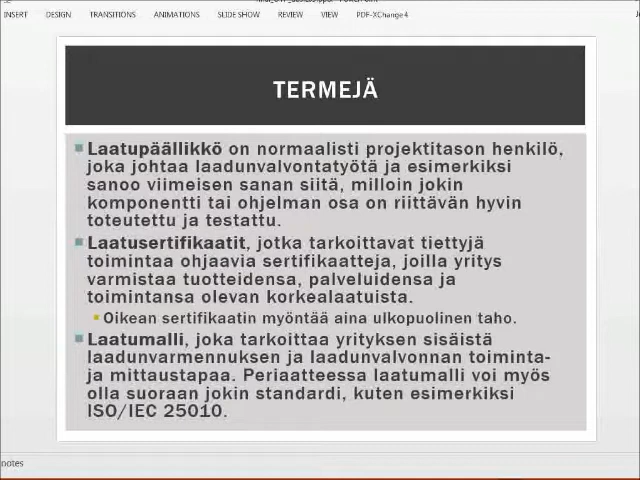 INSERT DESIGN TRANSITIONS ANIMATIONS SLIDE SHOW REVIEW VIEW PDF-XChange 4
TERMEJÄ
Laatupäällikkö on normaalisti projektitason henkilö,
joka johtaa laadunvalvontatyötä ja esimerkiksi
sanoo viimeisen sanan siitä, milloin jokin
komponentti tai ohjelman osa on riittävän hyvin
toteutettu ja testattu.
Laatusertifikaatit, jotka tarkoittavat tiettyjä
toimintaa ohjaavia sertifikaatteja, joilla yritys
varmistaa tuotteidensa, palveluidensa ja
toimintansa olevan korkealaatuista.
Oikean sertifikaatin myöntää aina ulkopuolinen taho.
Laatumalli, joka tarkoittaa yrityksen sisäistä
laadunvarmennuksen ja laadunvalvonnan toiminta-
ja mittaustapaa. Periaatteessa laatumalli voi myös
olla suoraan jokin standardi, kuten esimerkiksi
ISO/IEC 25010.
notes